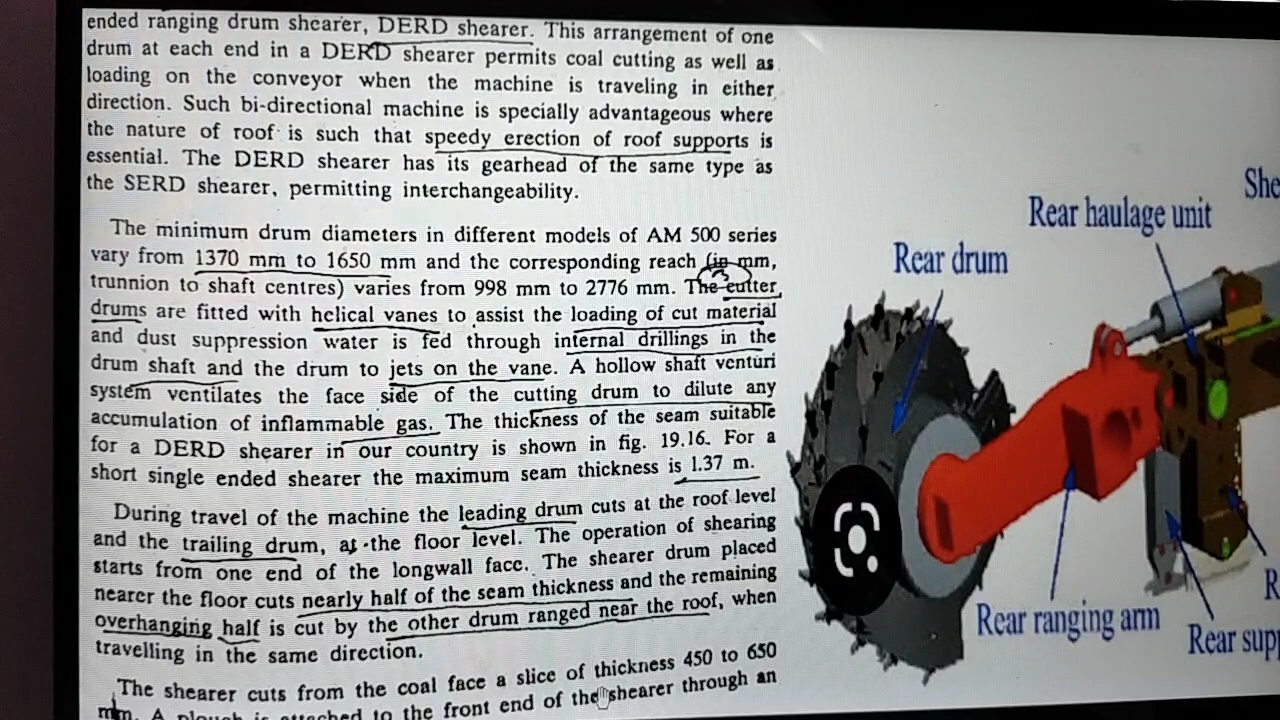 ended ranging drum shearer, DERD shearer. This arrangement of one
drum at each end in a DERD shearer permits coal cutting as well as
loading on the conveyor when the machine is traveling in either
direction. Such bi-directional machine is specially advantageous where
the nature of roof is such that speedy erection of roof supports is
essential. The DERD shearer has its gearhead of the same type as
the SERD shearer, permitting interchangeability.
The minimum drum diameters in different models of AM 500 series
vary from 1370 mm to 1650 mm and the corresponding reach (in mm,
trunnion to shaft centres) varies from 998 mm to 2776 mm. The cutter
drums are fitted with helical vanes to assist the loading of cut material
and dust suppression water is fed through internal drillings in the
drum shaft and the drum to jets on the vane. A hollow shaft venturi
system ventilates the face side of the cutting drum to dilute any
accumulation of inflammable gas. The thickness of the seam suitable
for a DERD shearer in our country is shown in fig. 19.16. For a
short single ended shearer the maximum seam thickness is 1.37 m.
During travel of the machine the leading drum cuts at the roof level
and the trailing drum, at the floor level. The operation of shearing
starts from one end of the longwall face. The shearer drum placed
nearer the floor cuts nearly half of the seam thickness and the remaining
overhanging half is cut by the other drum ranged near the roof, when
travelling in the same direction.
The shearer cuts from the coal face a slice of thickness 450 to 650
mm. A plough is attached to the front end of the shearer through an
She
Rear haulage unit
Rear drum
Rear ranging arm
R
Rear supp